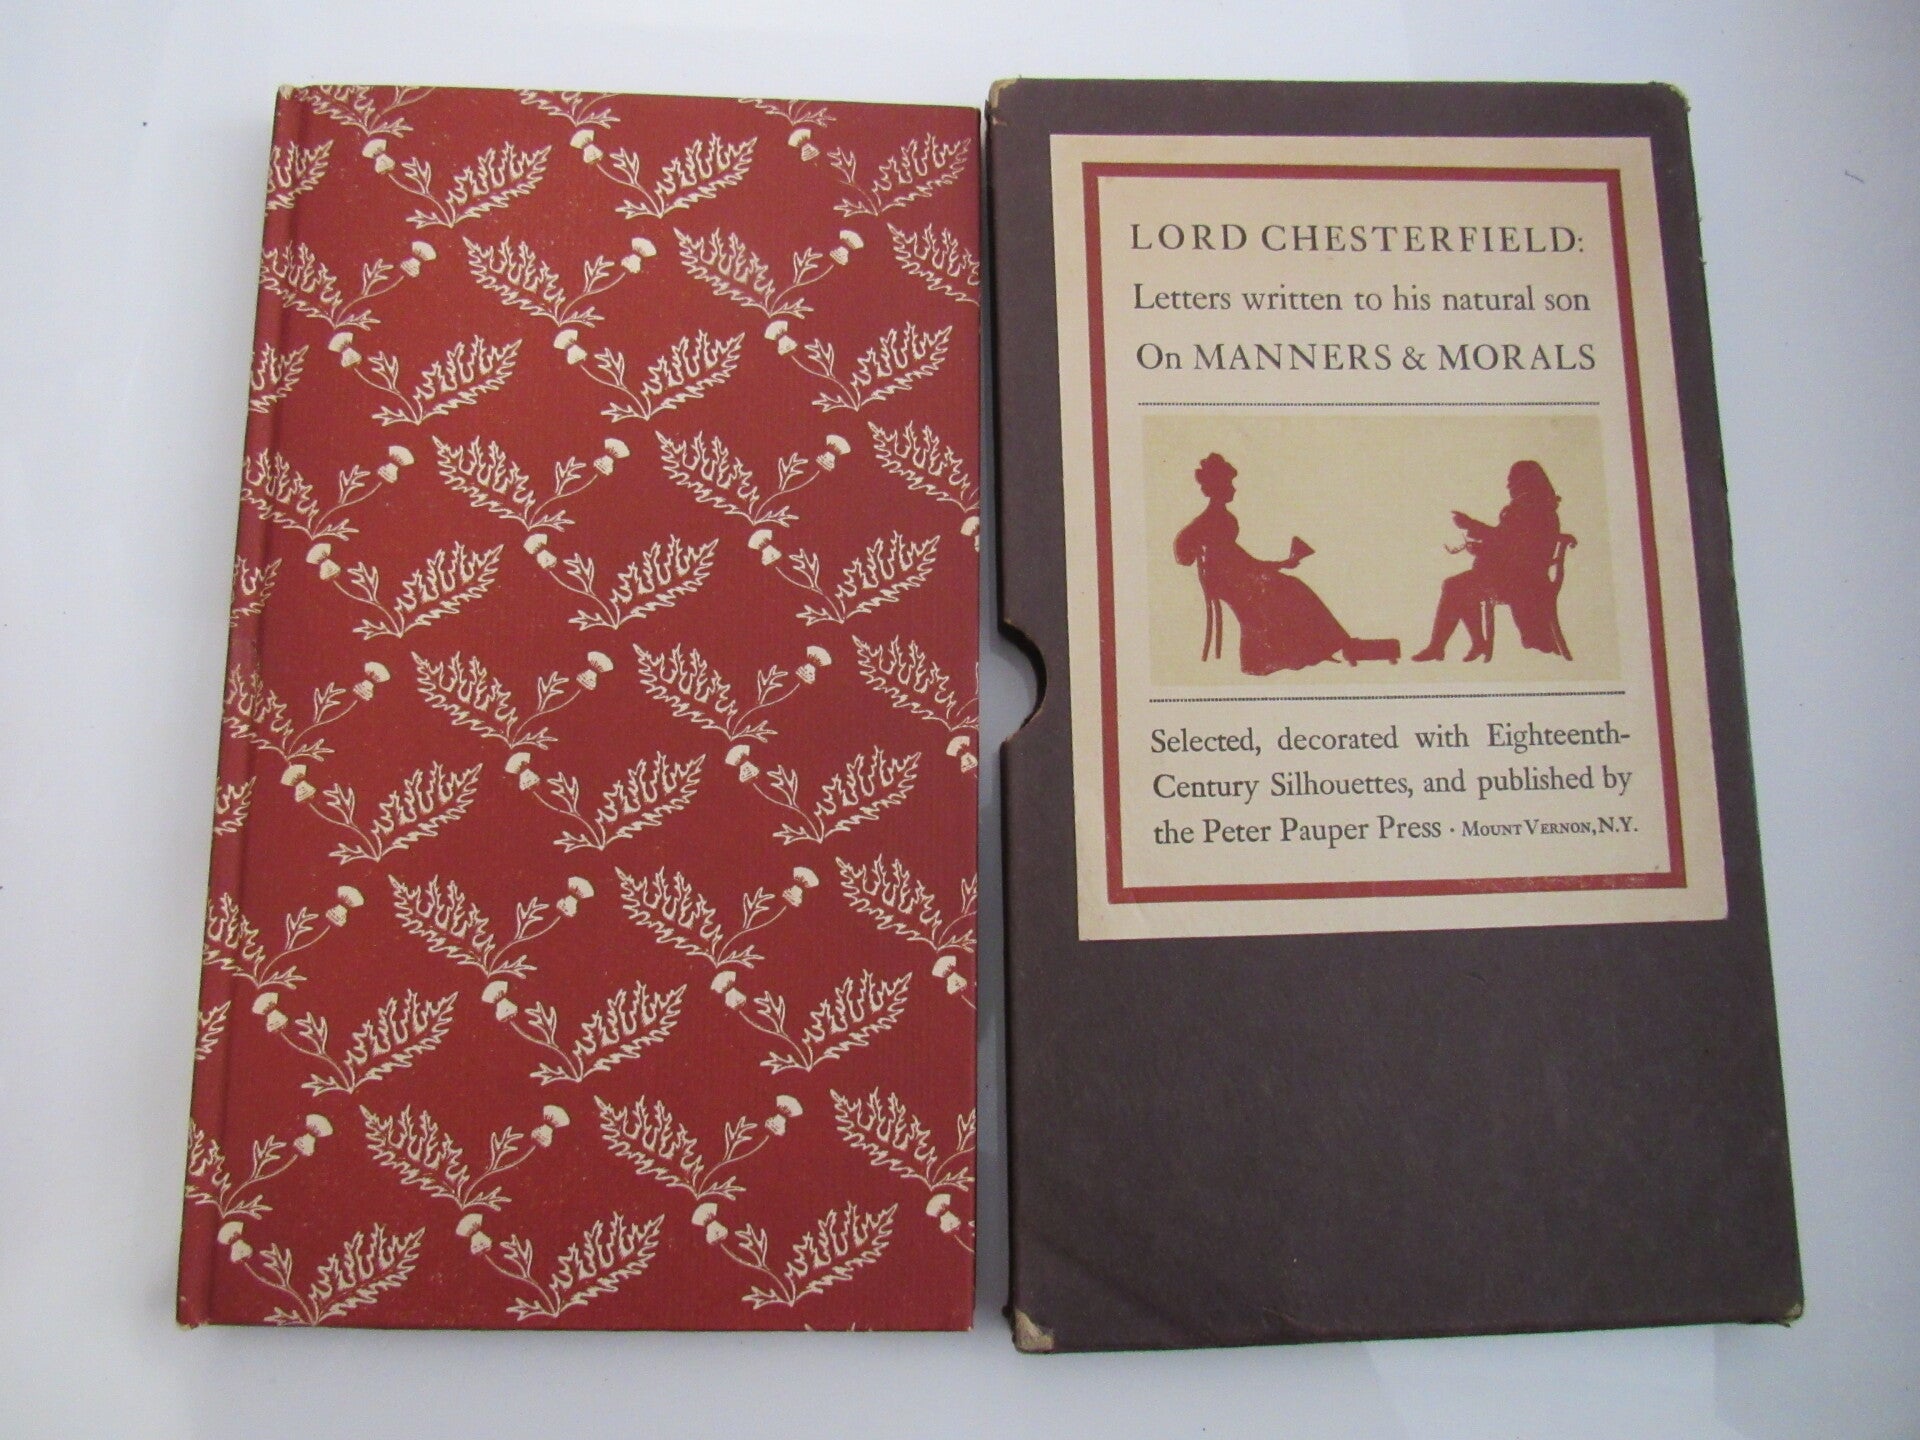 LORD CHESTERFIELD:
Letters written to his natural son
On MANNERS & MORALS
Selected, decorated with Eighteenth-
Century Silhouettes, and published by
the Peter Pauper Press · MOUNT VERNON, N.Y.